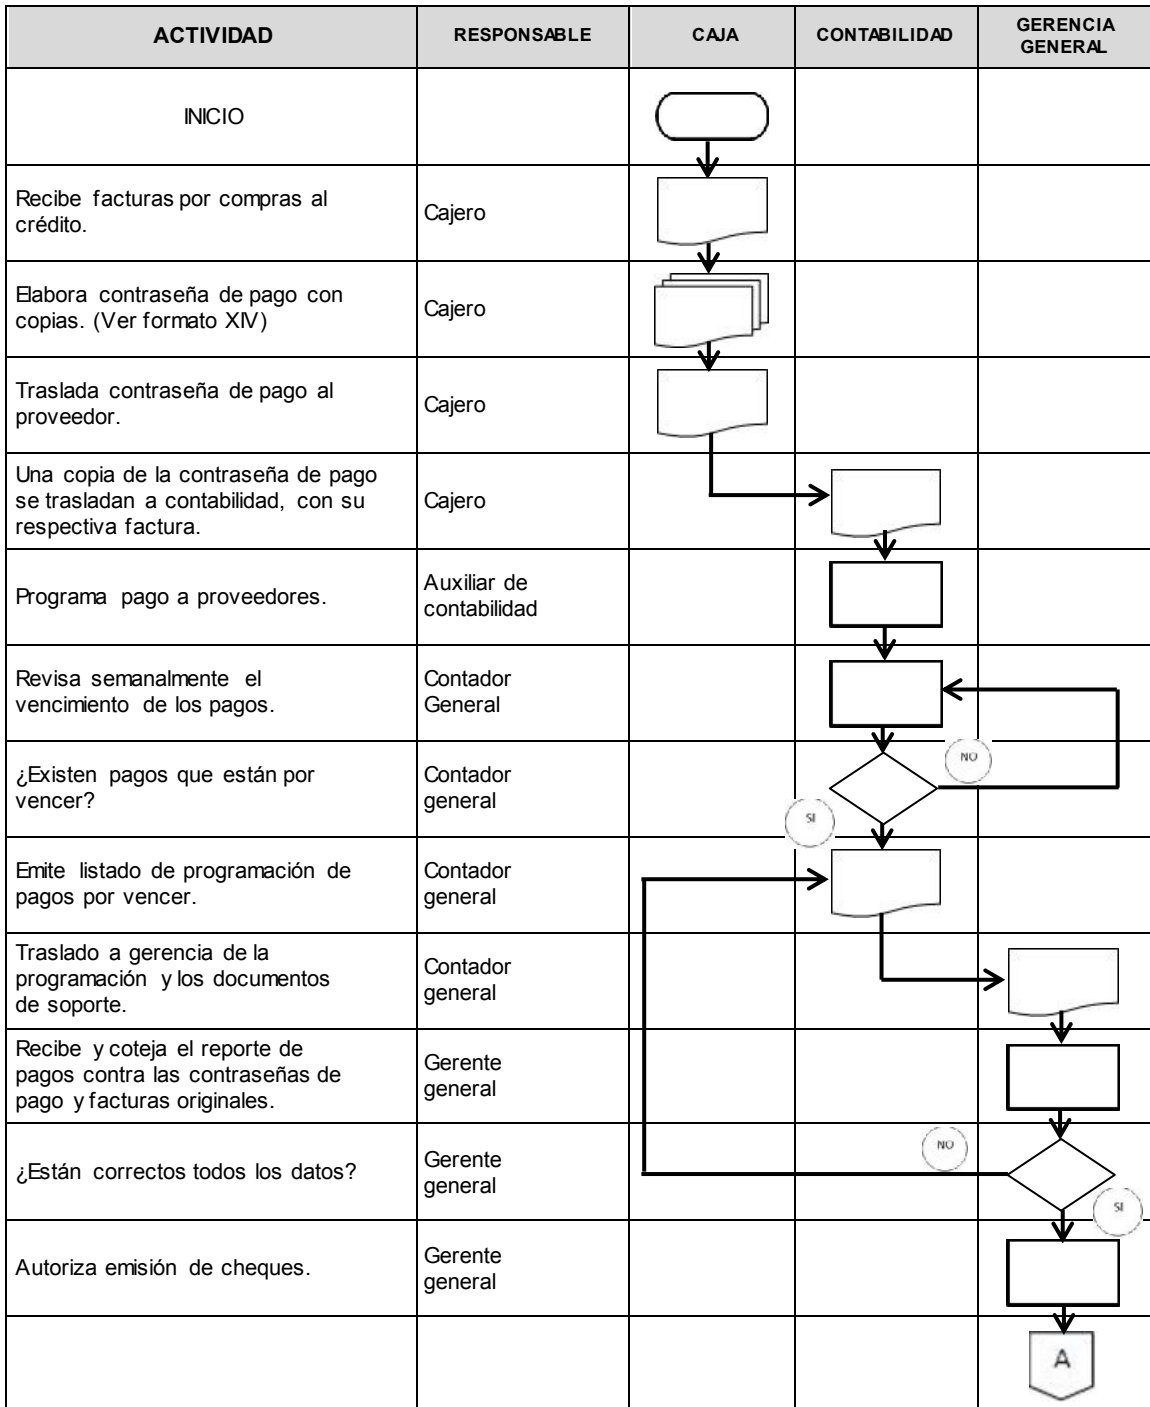 ACTIVIDAD
RESPONSABLE
CAJA
CONTABILIDAD
GERENCIA
GENERAL
INICIO
Recibe facturas por compras al
crédito.
Cajero
Elabora contraseña de pago con
copias. (Ver formato XIV)
Cajero
Traslada contraseña de pago al
proveedor.
Cajero
Una copia de la contraseña de pago
se trasladan a contabilidad, con su
respectiva factura.
Cajero
Programa pago a proveedores.
Auxiliar de
contabilidad
Revisa semanalmente el
vencimiento de los pagos.
Contador
General
¿Existen pagos que están por
vencer?
Contador
general
NO
SI
Emite listado de programación de
pagos por vencer.
Contador
general
Traslado a gerencia de la
programación y los documentos
de soporte.
Contador
general
Recibe y coteja el reporte de
pagos contra las contraseñas de
pago y facturas originales.
Gerente
general
¿Están correctos todos los datos?
Gerente
general
NO
SI
Autoriza emisión de cheques.
Gerente
general
A